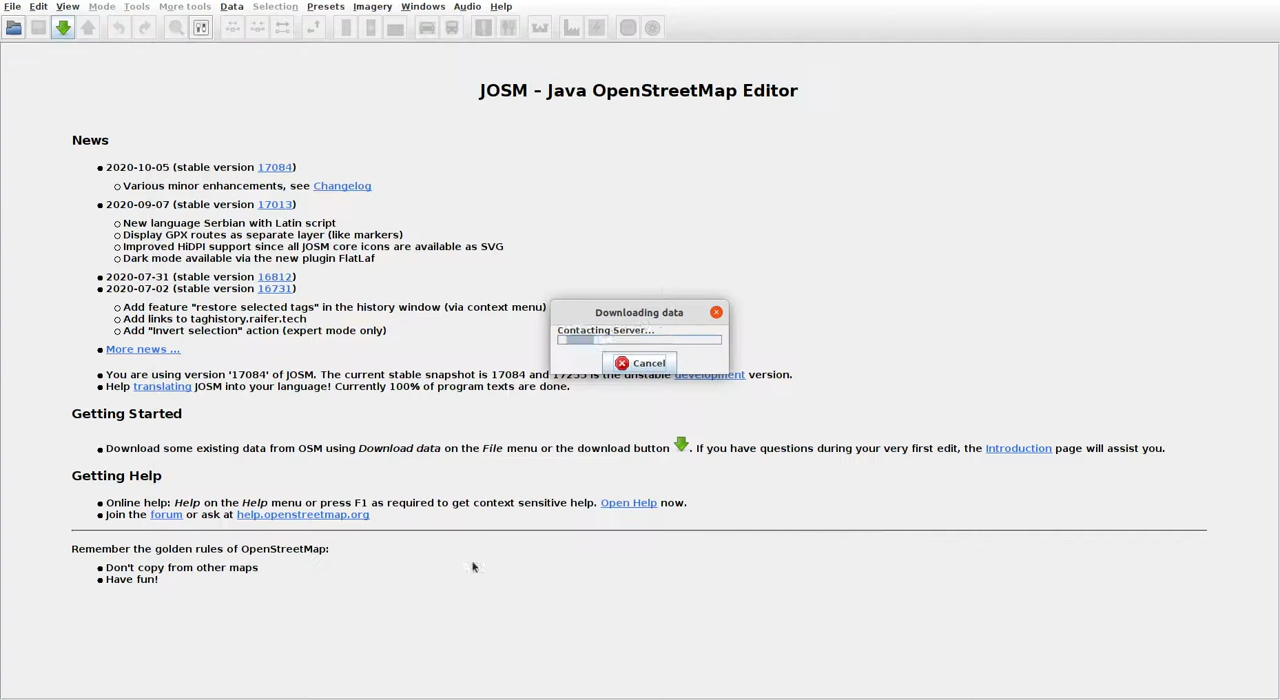 File Edit View Mode Tools More tools Data Selection Presets Imagery Windows Audio Help
JOSM – Java OpenStreetMap Editor
News
2020-10-05 (stable version 17084)
Various minor enhancements, see Changelog
2020-09-07 (stable version 17013)
New language Serbian with Latin script
Display GPX routes as separate layer (like markers)
Improved HiDPI support since all JOSM core icons are available as SVG
Dark mode available via the new plugin FlatLaf
2020-07-31 (stable version 16812)
2020-07-02 (stable version 16731)
Add feature "restore selected tags" in the history window (via context menu)
Add links to taghistory.raifer.tech
Add "Invert selection" action (expert mode only)
More news ...
Downloading data
Contacting Server...
Cancel
You are using version '17084' of JOSM. The current stable snapshot is 17084 and 17255 is the unstable development version.
Help translating JOSM into your language! Currently 100% of program texts are done.
Getting Started
Download some existing data from OSM using Download data on the File menu or the download button . If you have questions during your very first edit, the Introduction page will assist you.
Getting Help
Online help: Help on the Help menu or press F1 as required to get context sensitive help. Open Help now.
Join the forum or ask at help.openstreetmap.org
Remember the golden rules of OpenStreetMap:
Don't copy from other maps
Have fun!